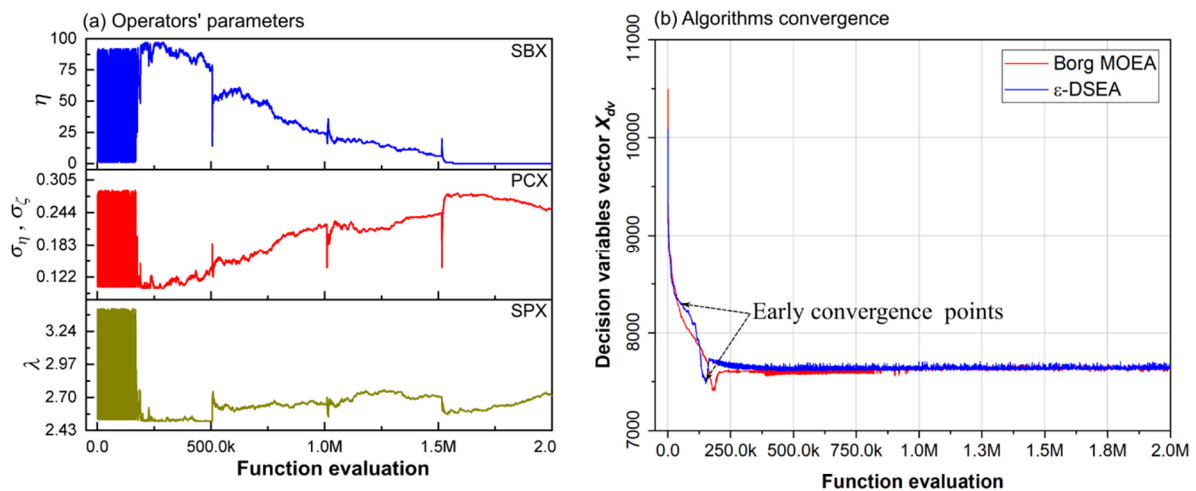 (a) Operators' parameters
SBX
100
75
50
25
0
η
PCX
0.305
0.244
0.183
0.122
ση , σζ
SPX
3.24
2.97
2.70
2.43
λ
0.0 500.0k 1.0M 1.5M 2.0
Function evaluation
(b) Algorithms convergence
11000
10000
9000
8000
7000
Decision variables vector Xdv
Borg MOEA
ε-DSEA
Early convergence points
0.0 250.0k 500.0k 750.0k 1.0M 1.3M 1.5M 1.8M 2.0M
Function evaluation